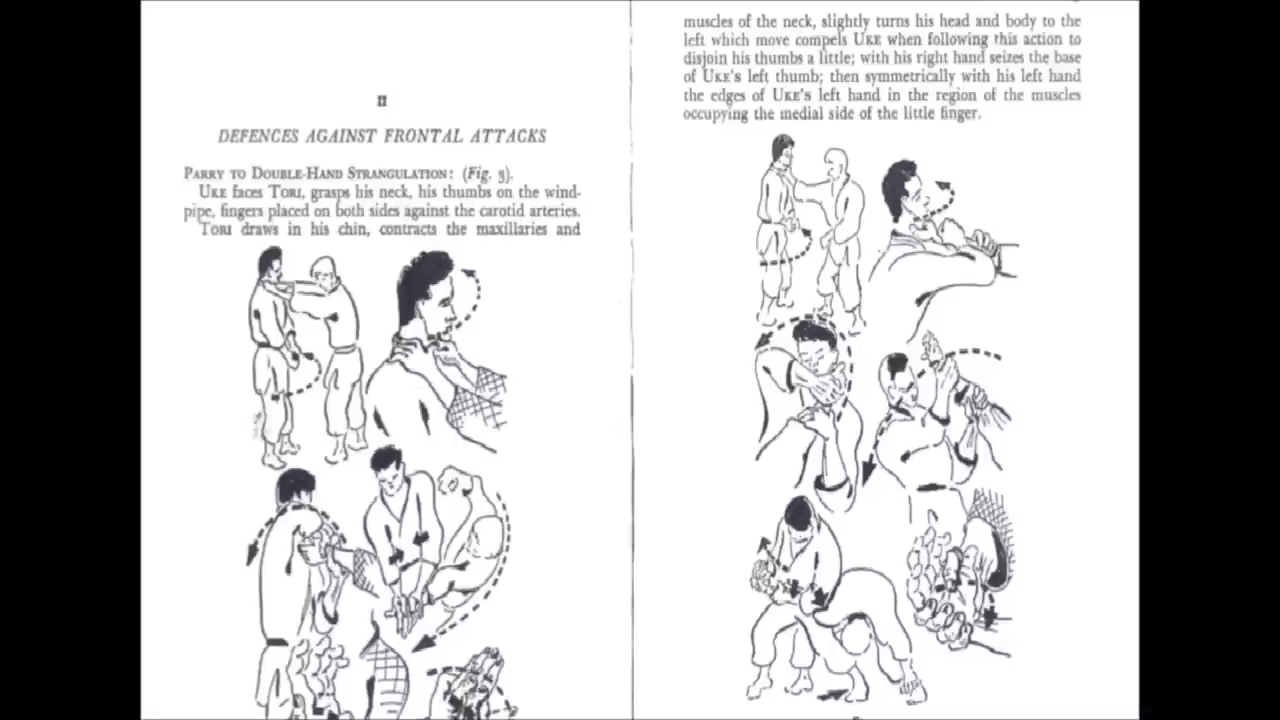 II
DEFENCES AGAINST FRONTAL ATTACKS
PARRY TO DOUBLE-HAND STRANGULATION: (Fig. 3).
UKE faces TORI, grasps his neck, his thumbs on the wind-
pipe, fingers placed on both sides against the carotid arteries.
TORI draws in his chin, contracts the maxillaries and
muscles of the neck, slightly turns his head and body to the
left which move compels UKE when following this action to
disjoin his thumbs a little; with his right hand seizes the base
of UKE'S left thumb; then symmetrically with his left hand
the edges of UKE'S left hand in the region of the muscles
occupying the medial side of the little finger.